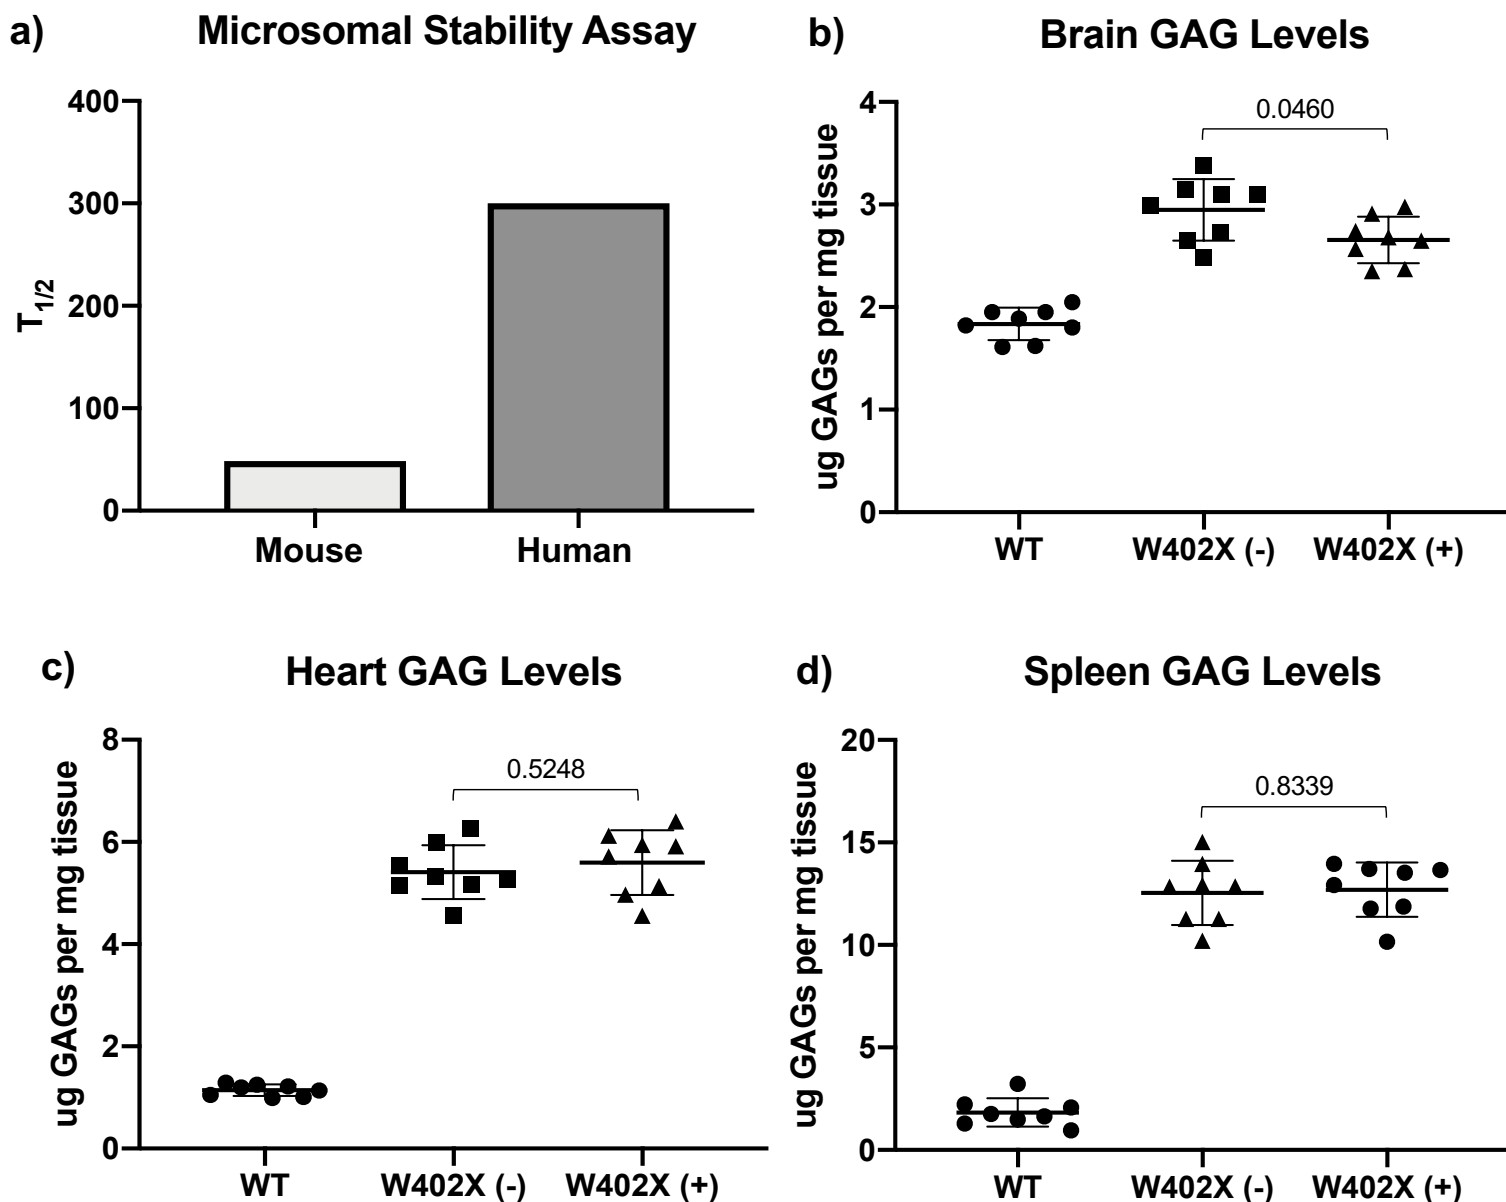 a)
Microsomal Stability Assay
400
300
200
100
0
T1/2
Mouse
Human
b)
Brain GAG Levels
4
3
2
1
0
ug GAGs per mg tissue
0.0460
WT
W402X (-)
W402X (+)
c)
Heart GAG Levels
8
6
4
2
0
ug GAGs per mg tissue
0.5248
WT
W402X (-)
W402X (+)
d)
Spleen GAG Levels
20
15
10
5
0
ug GAGs per mg tissue
0.8339
WT
W402X (-)
W402X (+)